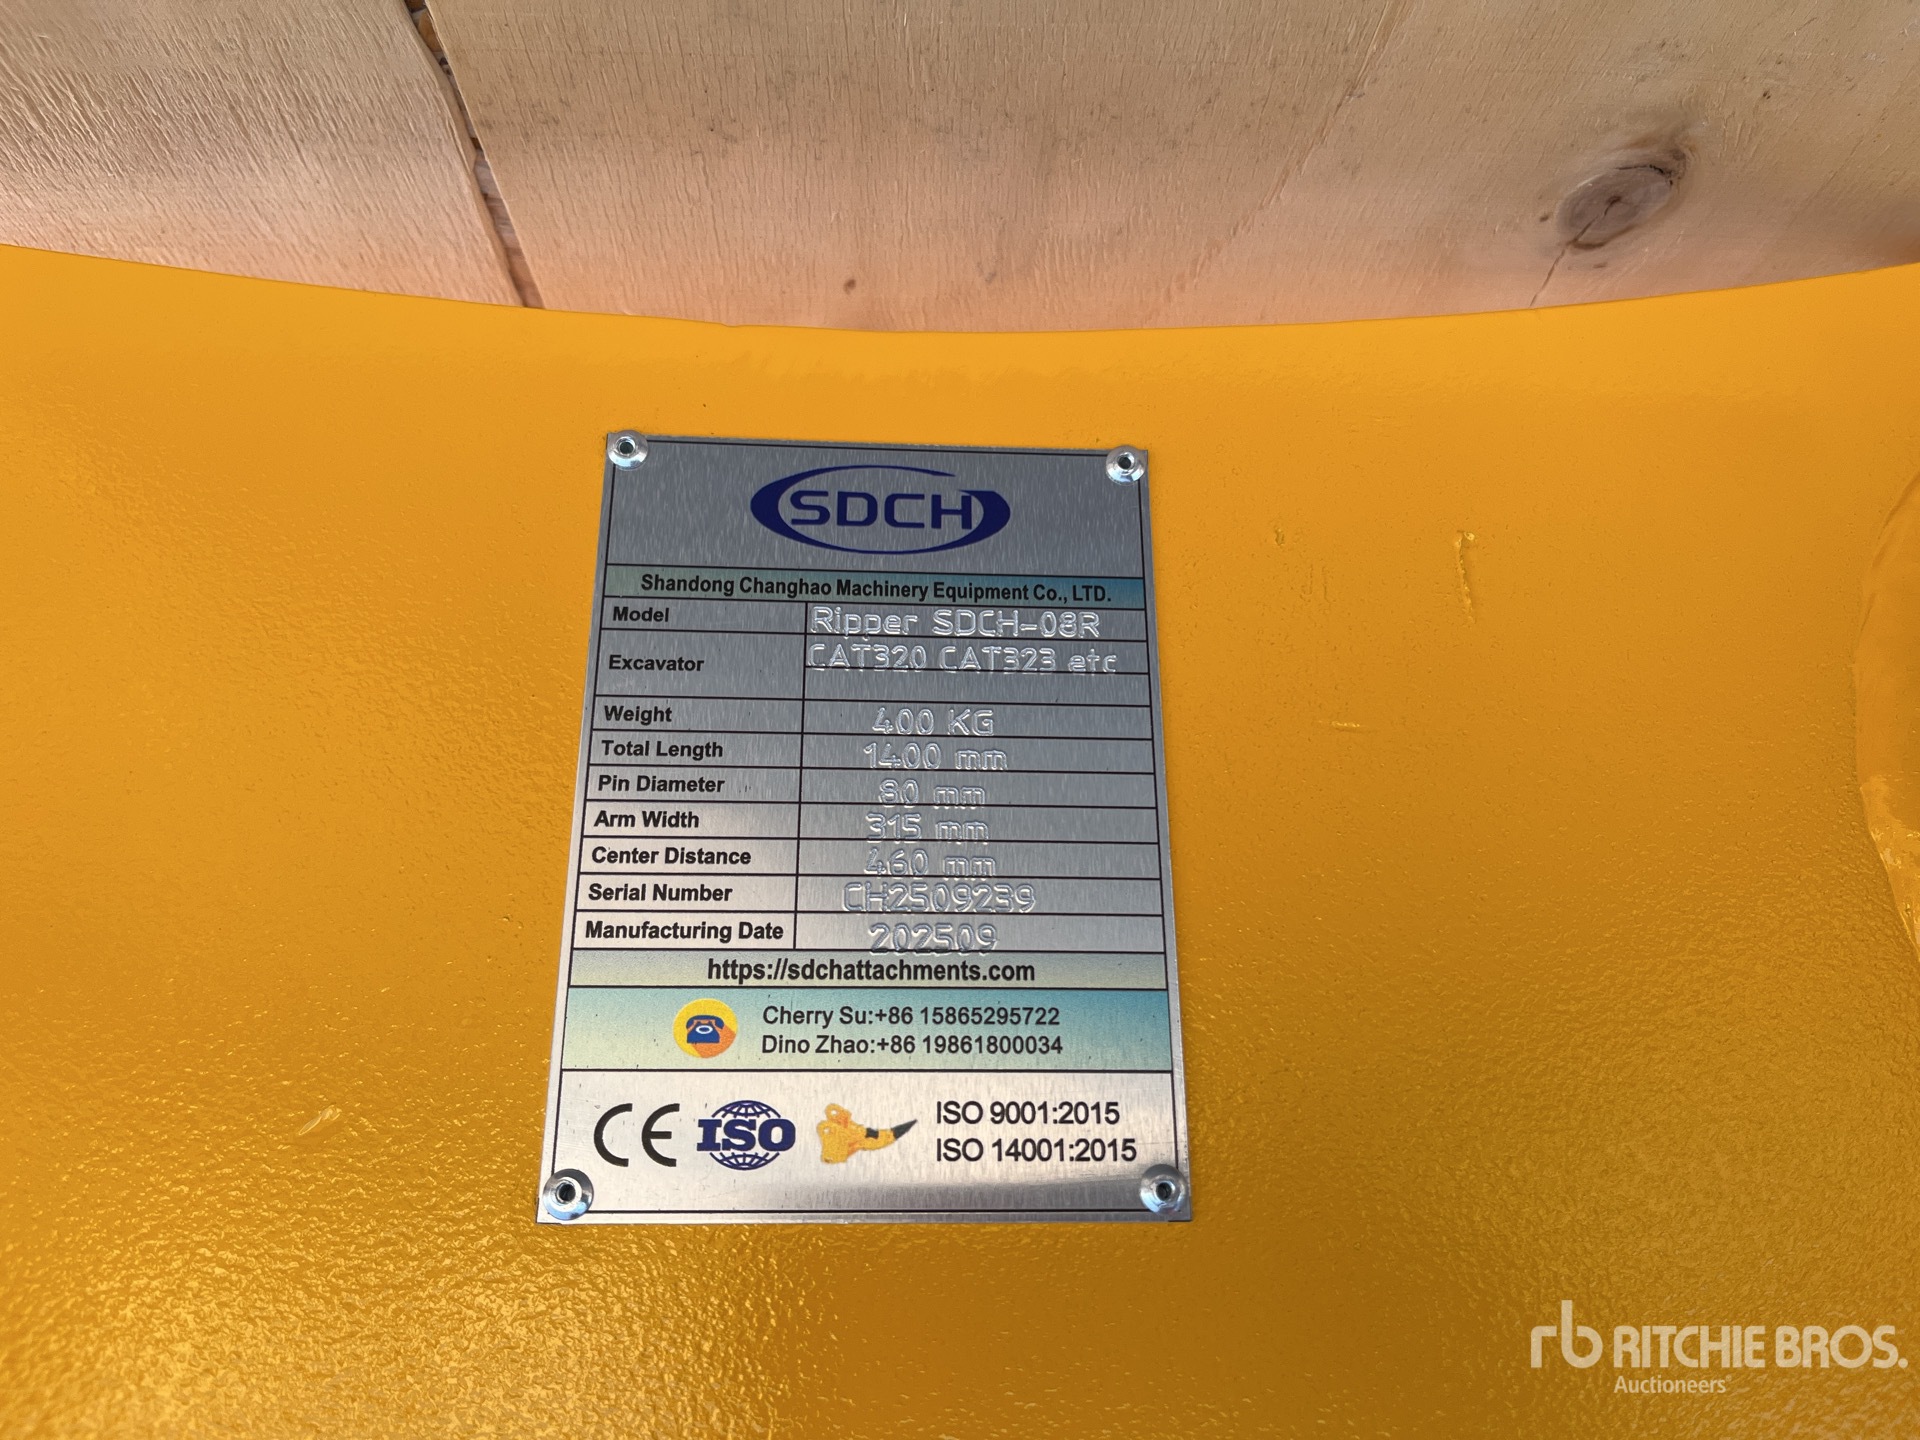 SDCH
Shandong Changhao Machinery Equipment Co., LTD.
Model Ripper SDCH-08R
Excavator CAT320 CAT323 etc
Weight 400 KG
Total Length 1400 mm
Pin Diameter 80 mm
Arm Width 315 mm
Center Distance 460 mm
Serial Number CH2509239
Manufacturing Date 202509
https://sdchattachments.com
Cherry Su:+86 15865295722
Dino Zhao:+86 19861800034
CE ISO ISO 9001:2015
ISO 14001:2015
rb RITCHIE BROS.
Auctioneers